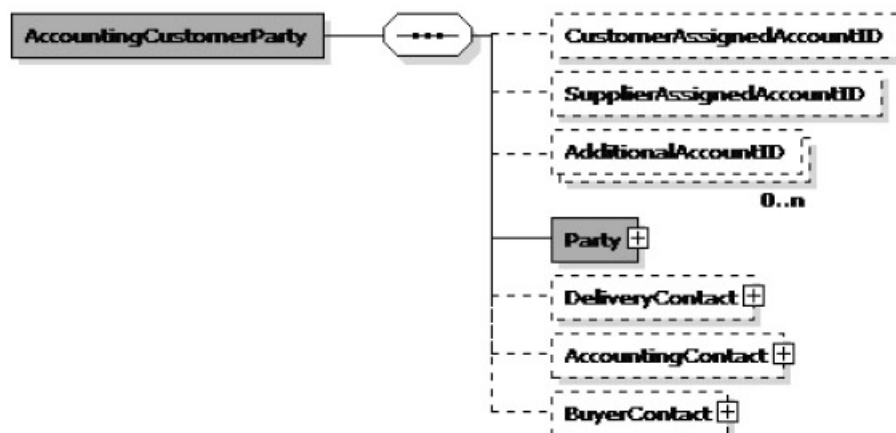 AccountingCustomerParty
CustomerAssignedAccountID
SupplierAssignedAccountID
AdditionalAccountID
0..n
Party
DeliveryContact
AccountingContact
BuyerContact